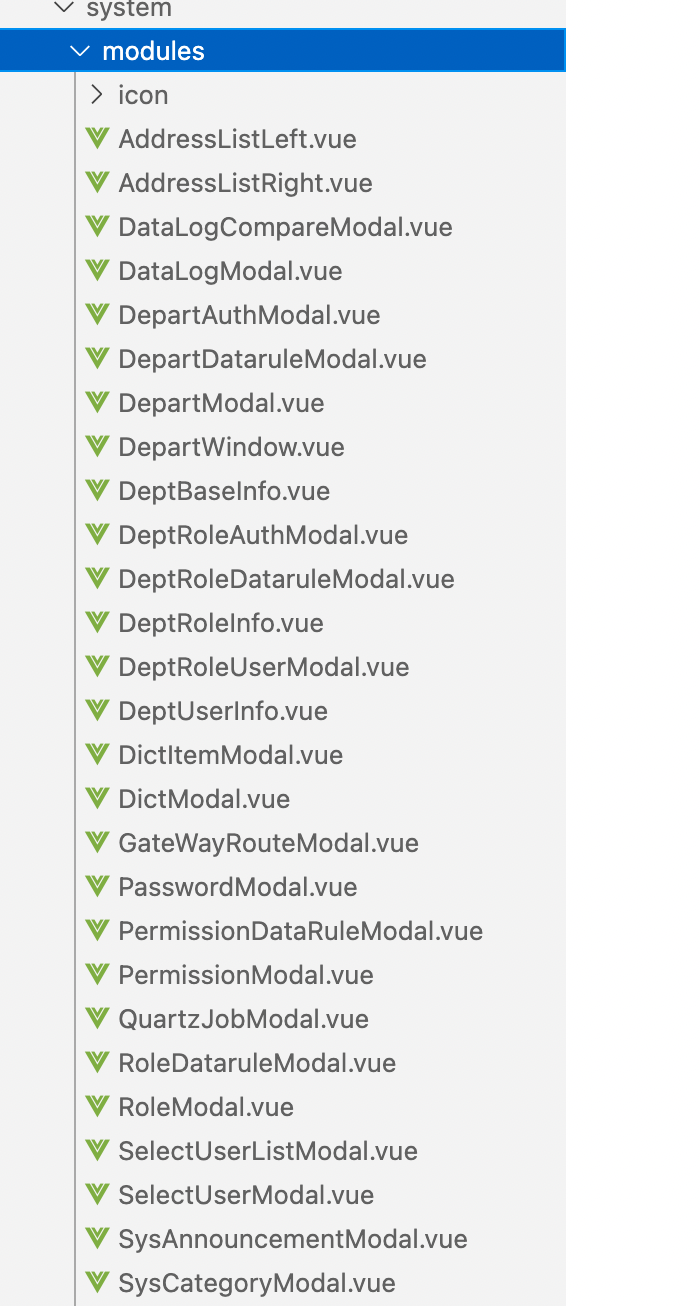 system
modules
icon
AddressListLeft.vue
AddressListRight.vue
DataLogCompareModal.vue
DataLogModal.vue
DepartAuthModal.vue
DepartDataruleModal.vue
DepartModal.vue
DepartWindow.vue
DeptBaseInfo.vue
DeptRoleAuthModal.vue
DeptRoleDataruleModal.vue
DeptRoleInfo.vue
DeptRoleUserModal.vue
DeptUserInfo.vue
DictItemModal.vue
DictModal.vue
GateWayRouteModal.vue
PasswordModal.vue
PermissionDataRuleModal.vue
PermissionModal.vue
QuartzJobModal.vue
RoleDataruleModal.vue
RoleModal.vue
SelectUserListModal.vue
SelectUserModal.vue
SysAnnouncementModal.vue
SysCategoryModal.vue